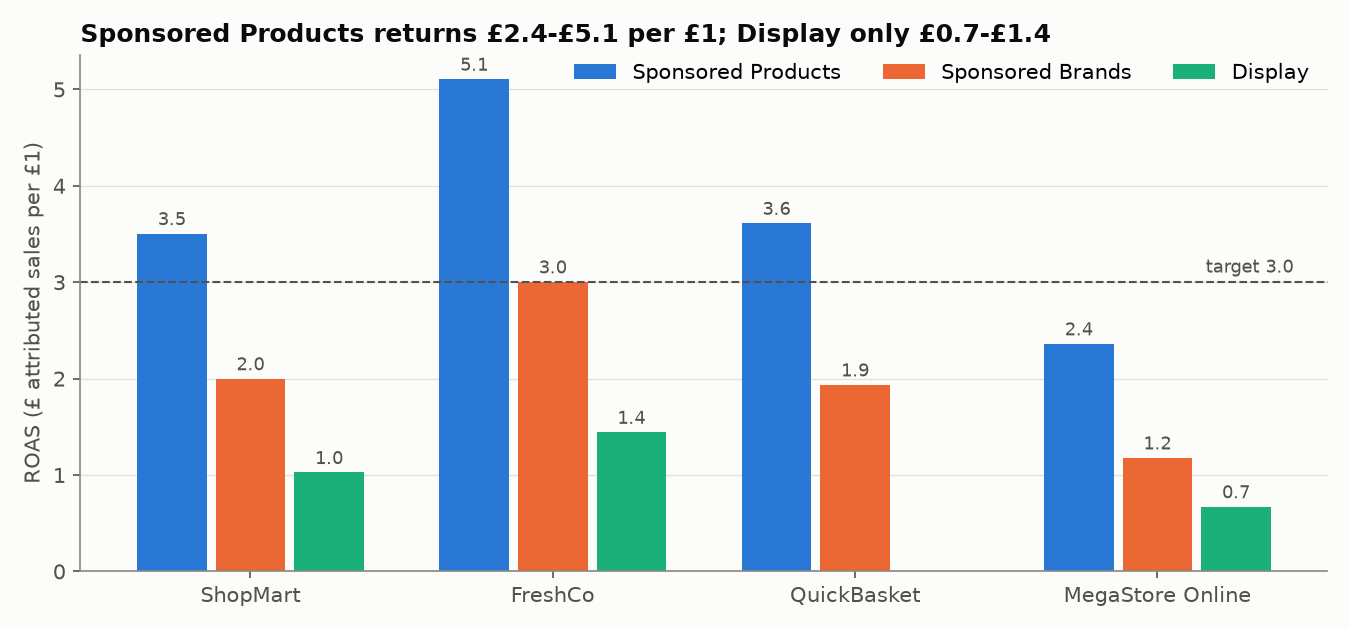 Sponsored Products returns £2.4-£5.1 per £1; Display only £0.7-£1.4
Sponsored Products
Sponsored Brands
Display
ROAS (£ attributed sales per £1)
5
4
3
2
1
0
3.5
2.0
1.0
5.1
3.0
1.4
3.6
1.9
2.4
1.2
0.7
target 3.0
ShopMart
FreshCo
QuickBasket
MegaStore Online